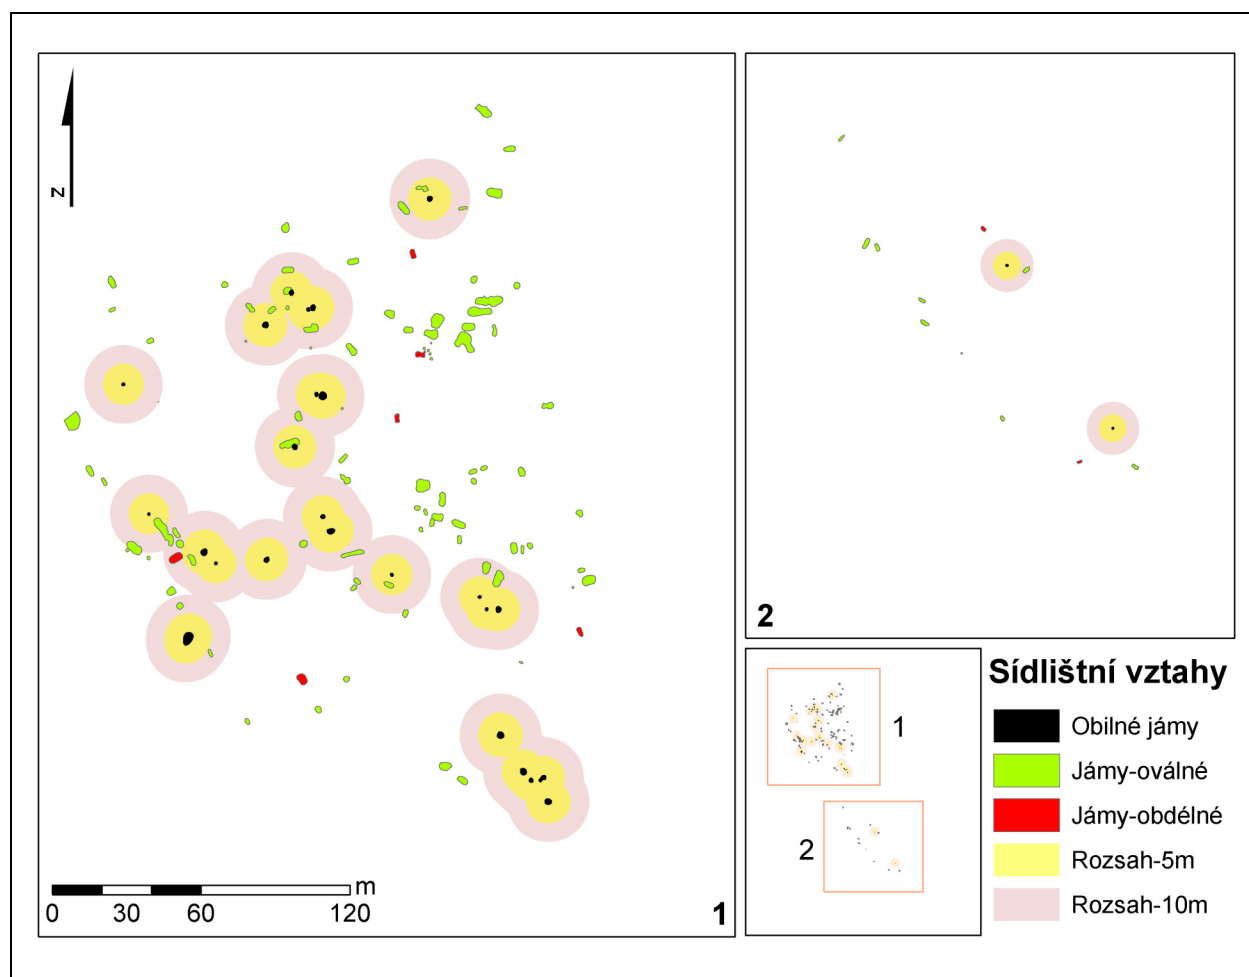 z
1
m
0 30 60 120
2
1
2
Sídlištní vztahy
Obilné jámy
Jámy-oválné
Jámy-obdélné
Rozsah-5m
Rozsah-10m